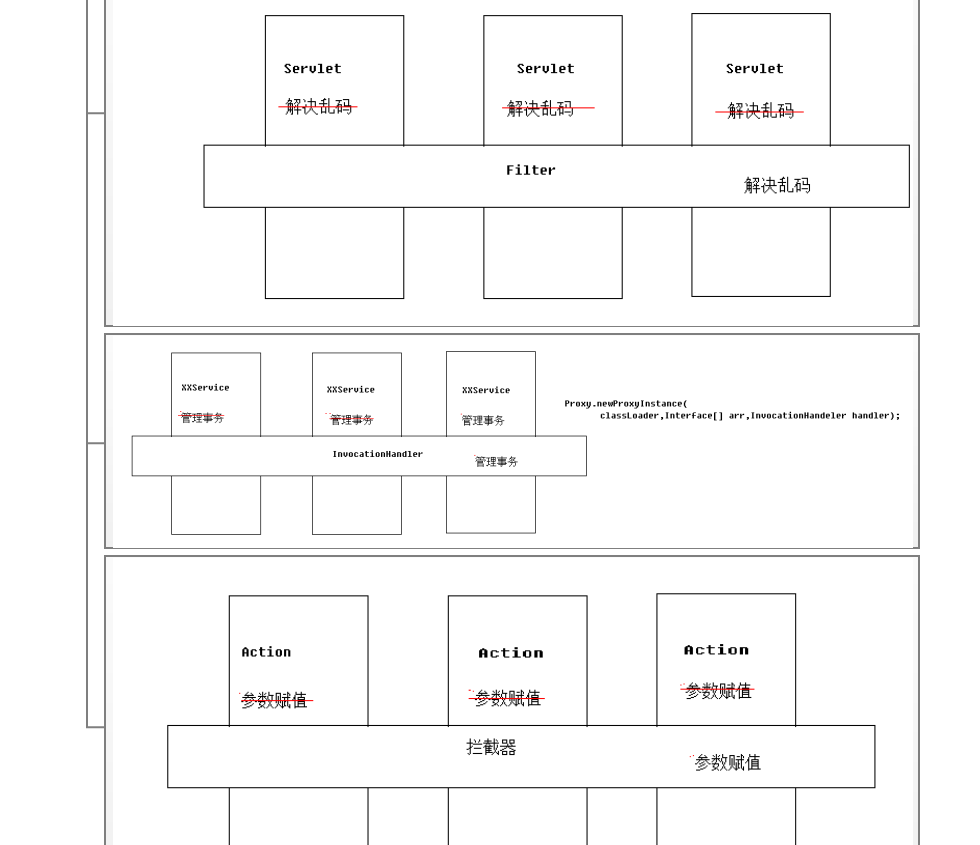 Servlet Servlet Servlet
解决乱码 解决乱码 解决乱码
Filter
解决乱码
XXService XXService XXService
管理事务 管理事务 管理事务
Proxy.newProxyInstance(
classLoader,Interface[] arr,InvocationHandeler handler);
InvocationHandler
管理事务
Action Action Action
参数赋值 参数赋值 参数赋值
拦截器
参数赋值